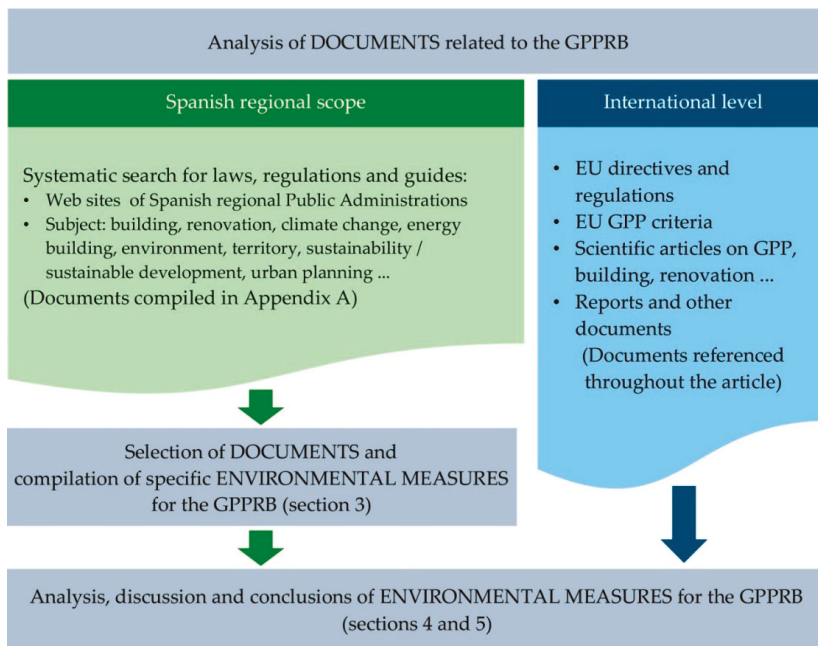 Analysis of DOCUMENTS related to the GPPRB
Spanish regional scope
Systematic search for laws, regulations and guides:
• Web sites of Spanish regional Public Administrations
• Subject: building, renovation, climate change, energy
building, environment, territory, sustainability /
sustainable development, urban planning ...
(Documents compiled in Appendix A)
International level
• EU directives and
regulations
• EU GPP criteria
• Scientific articles on GPP,
building, renovation ...
• Reports and other
documents
(Documents referenced
throughout the article)
Selection of DOCUMENTS and
compilation of specific ENVIRONMENTAL MEASURES
for the GPPRB (section 3)
Analysis, discussion and conclusions of ENVIRONMENTAL MEASURES for the GPPRB
(sections 4 and 5)